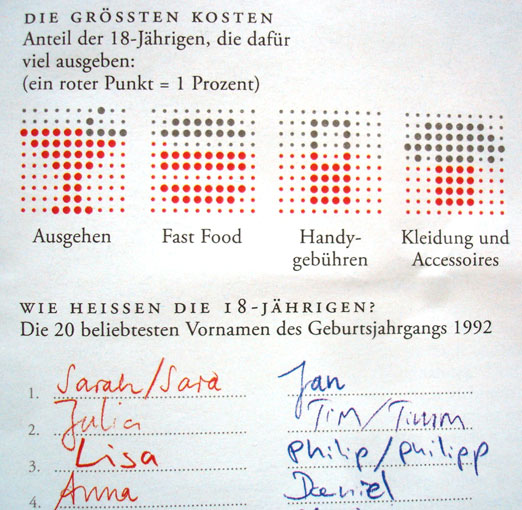 DIE GRÖSSTEN KOSTEN
Anteil der 18-Jährigen, die dafür
viel ausgeben:
(ein roter Punkt = 1 Prozent)
Ausgehen
Fast Food
Handy-
gebühren
Kleidung und
Accessoires
WIE HEISSEN DIE 18-JÄHRIGEN?
Die 20 beliebtesten Vornamen des Geburtsjahrgangs 1992
1. Sarah/Sara Jan
2. Julia Tim/Timm
3. Lisa Philip/Philipp
4. Anna Daniel